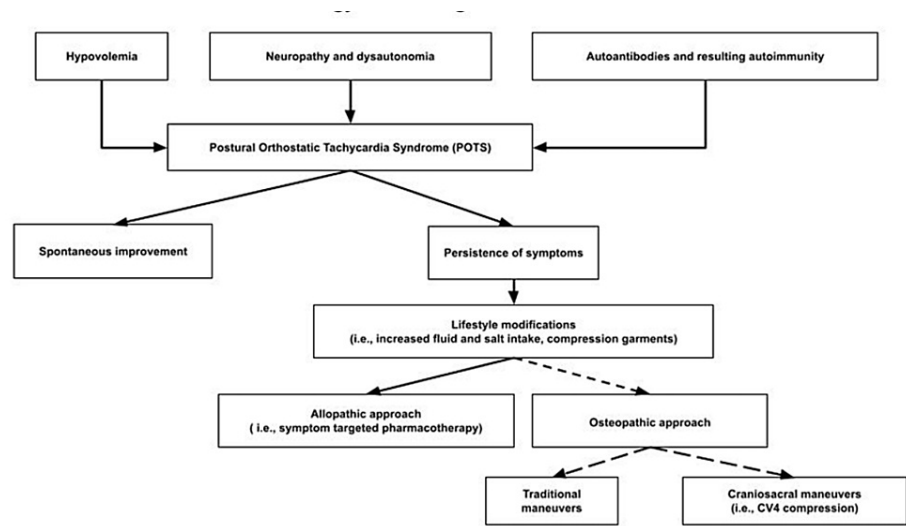 Hypovolemia
Neuropathy and dysautonomia
Autoantibodies and resulting autoimmunity
Postural Orthostatic Tachycardia Syndrome (POTS)
Spontaneous improvement
Persistence of symptoms
Lifestyle modifications
(i.e., increased fluid and salt intake, compression garments)
Allopathic approach
( i.e., symptom targeted pharmacotherapy)
Osteopathic approach
Traditional
maneuvers
Craniosacral maneuvers
(i.e., CV4 compression)